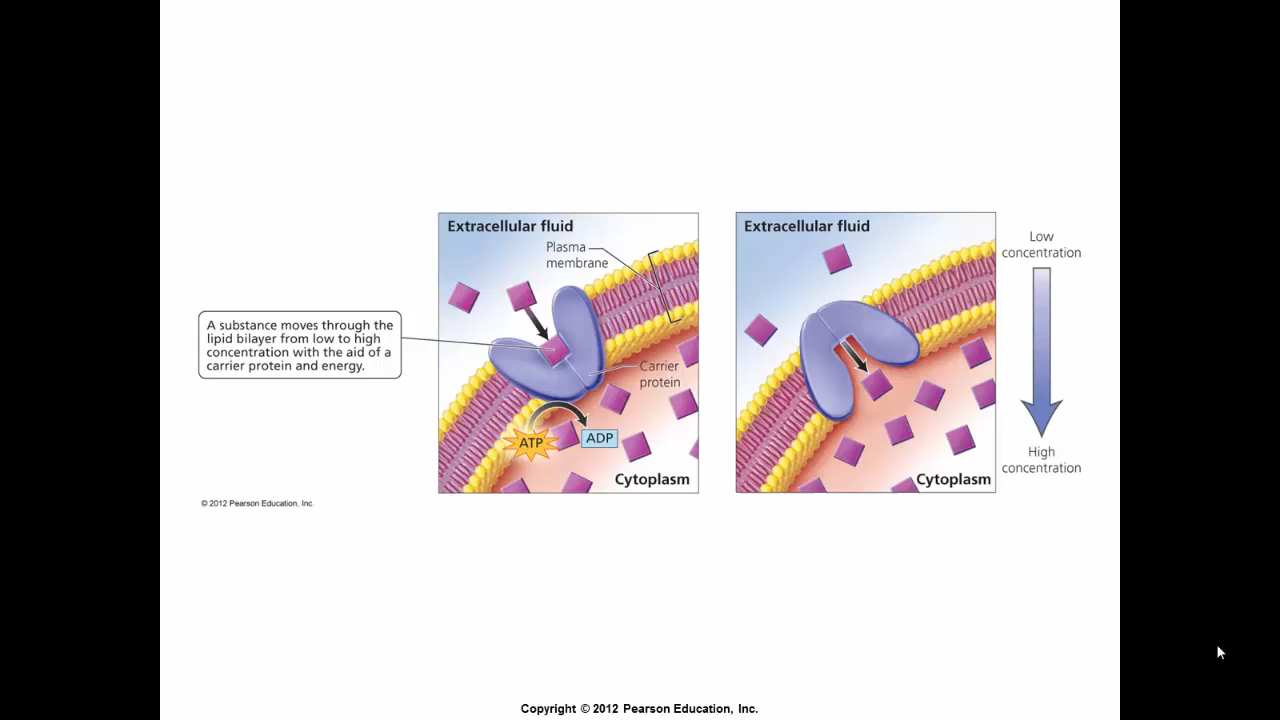 Extracellular fluid
Plasma
membrane
A substance moves through the
lipid bilayer from low to high
concentration with the aid of a
carrier protein and energy.
Carrier
protein
ATP
ADP
Cytoplasm
Extracellular fluid
Cytoplasm
Low
concentration
High
concentration
© 2012 Pearson Education, Inc.
Copyright © 2012 Pearson Education, Inc.